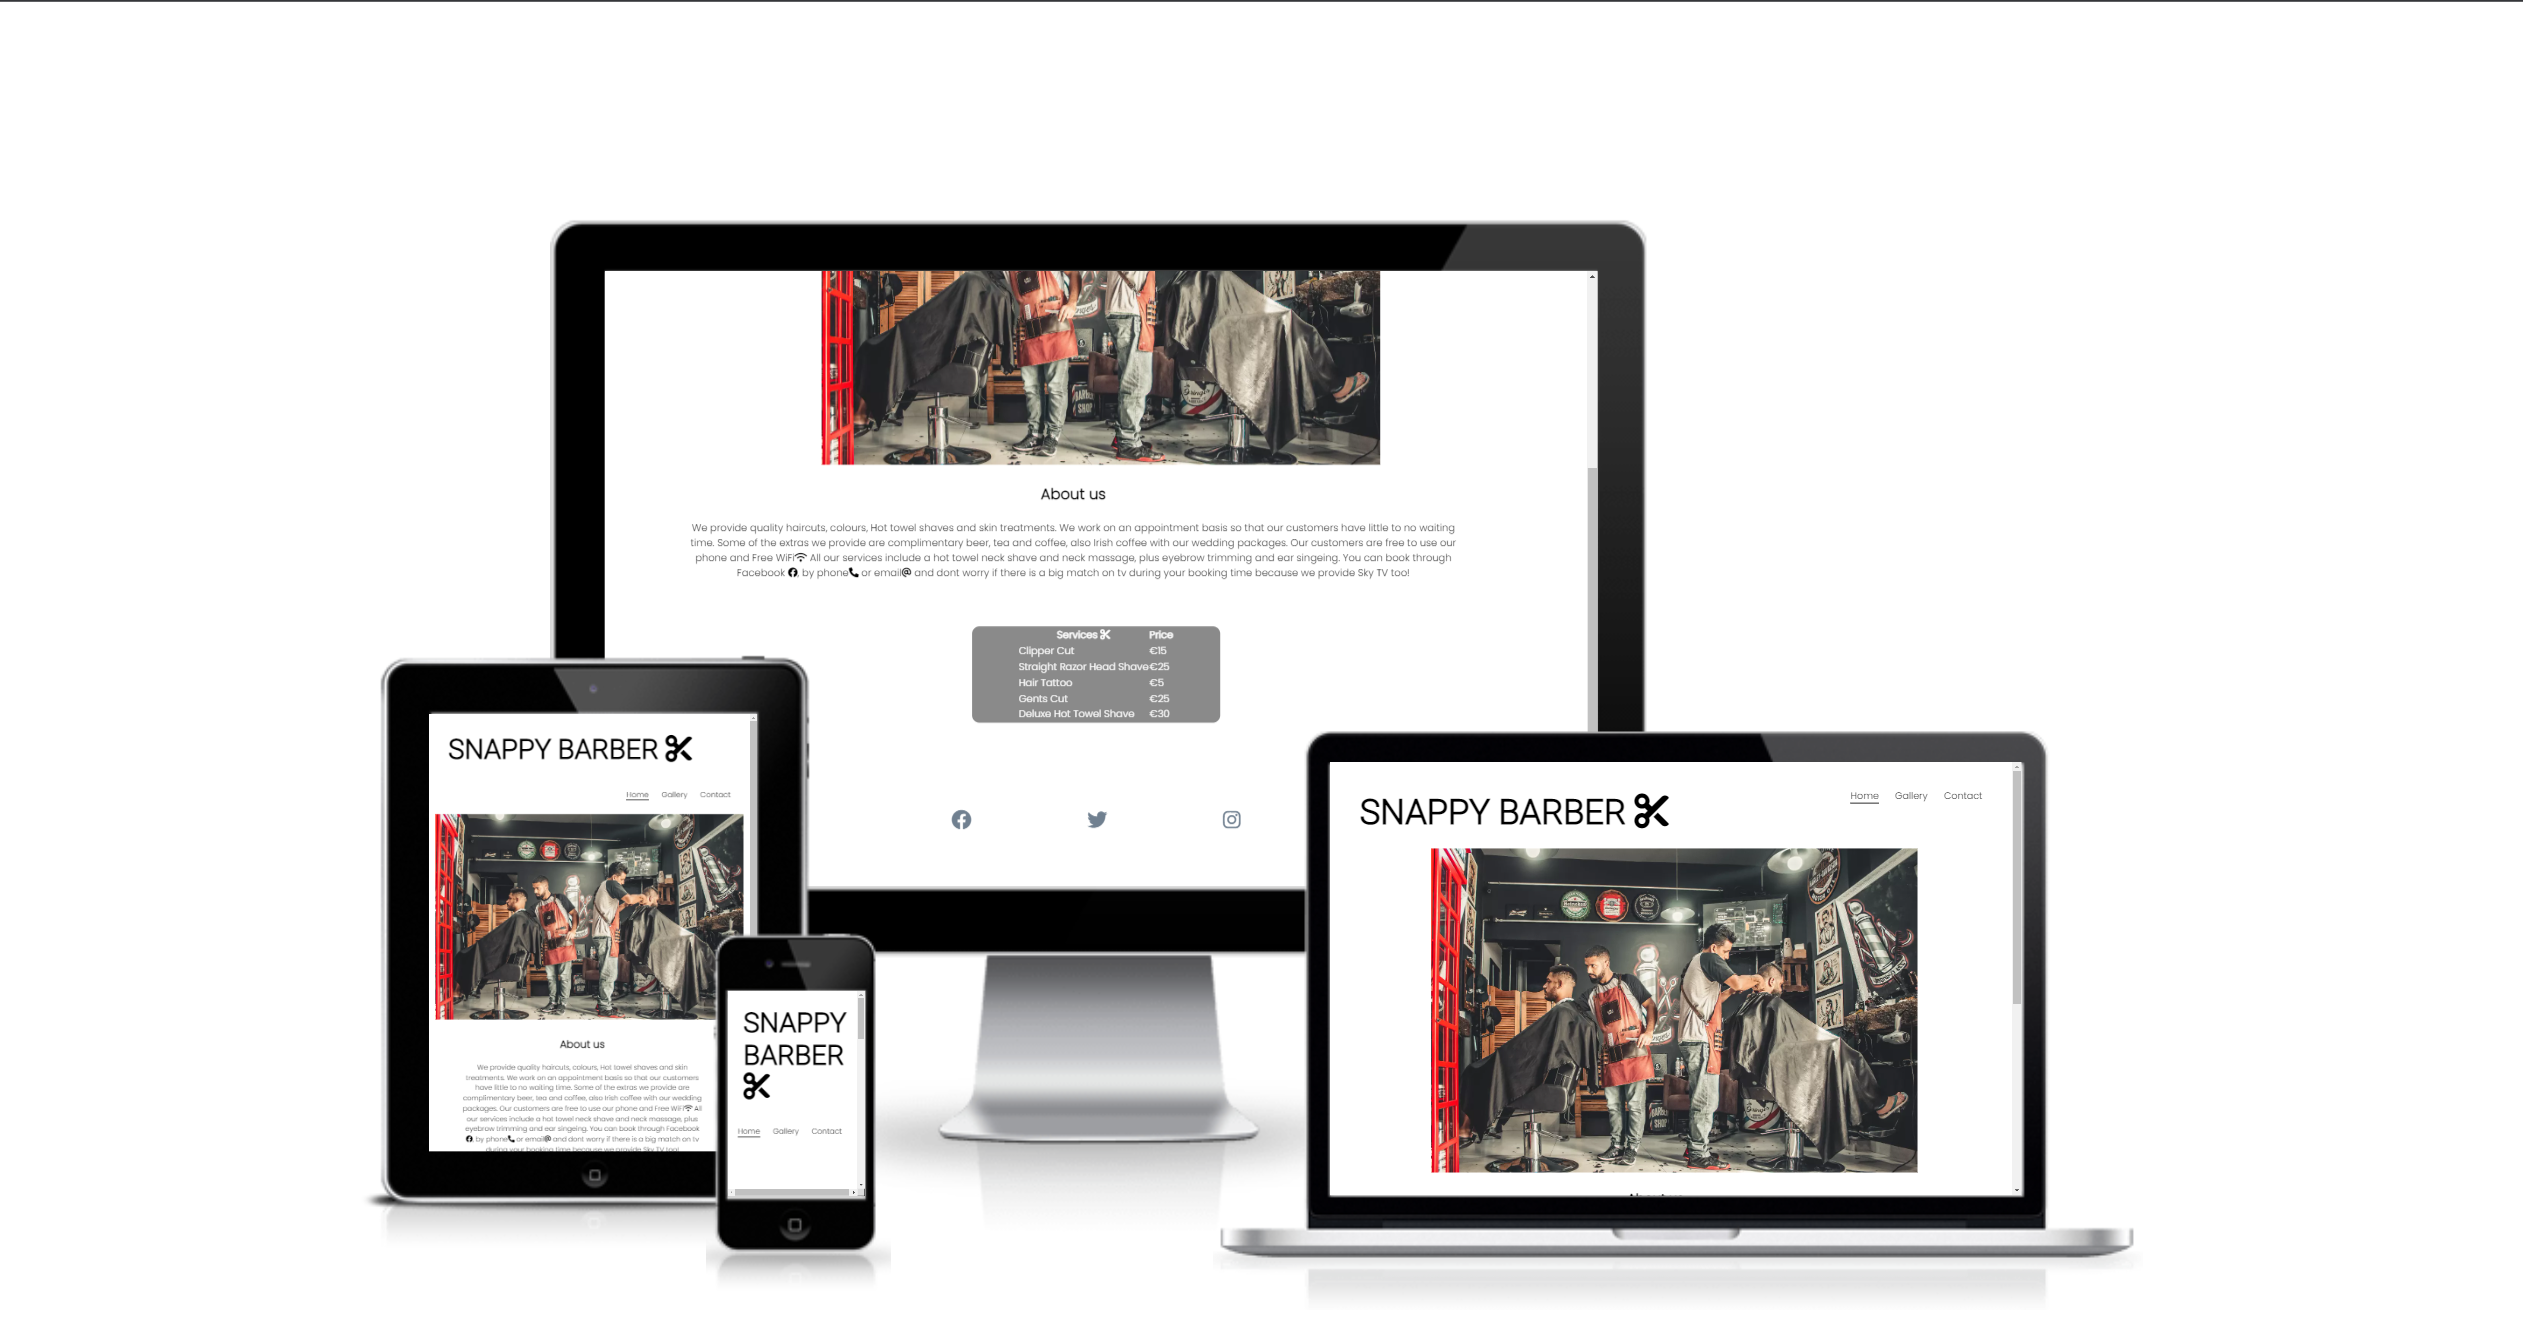 About us
We provide quality haircuts, colours, Hot towel shaves and skin treatments. We work on an appointment basis so that our customers have little to no waiting
time. Some of the extras we provide are complimentary beer, tea and coffee, also Irish coffee with our wedding packages. Our customers are free to use our
phone and Free WiFi All our services include a hot towel neck shave and neck massage, plus eyebrow trimming and ear singeing. You can book through
Facebook , by phone or email and dont worry if there is a big match on tv during your booking time because we provide Sky TV too!
Services Price
Clipper Cut €15
Straight Razor Head Shave €25
Hair Tattoo €5
Gents Cut €25
Deluxe Hot Towel Shave €30
SNAPPY BARBER
Home Gallery Contact
About us
We provide quality haircuts, colours, Hot towel shaves and skin
treatments. We work on an appointment basis so that our customers
have little to no waiting time. Some of the extras we provide are
complimentary beer, tea and coffee, also Irish coffee with our wedding
packages. Our customers are free to use our phone and Free WiFi All
our services include a hot towel neck shave and neck massage, plus
eyebrow trimming and ear singeing. You can book through Facebook
, by phone or email and dont worry if there is a big match on tv
during your booking time because we provide Sky TV too!
SNAPPY
BARBER
Home Gallery Contact
SNAPPY BARBER
Home Gallery Contact
BARBER
SHOP